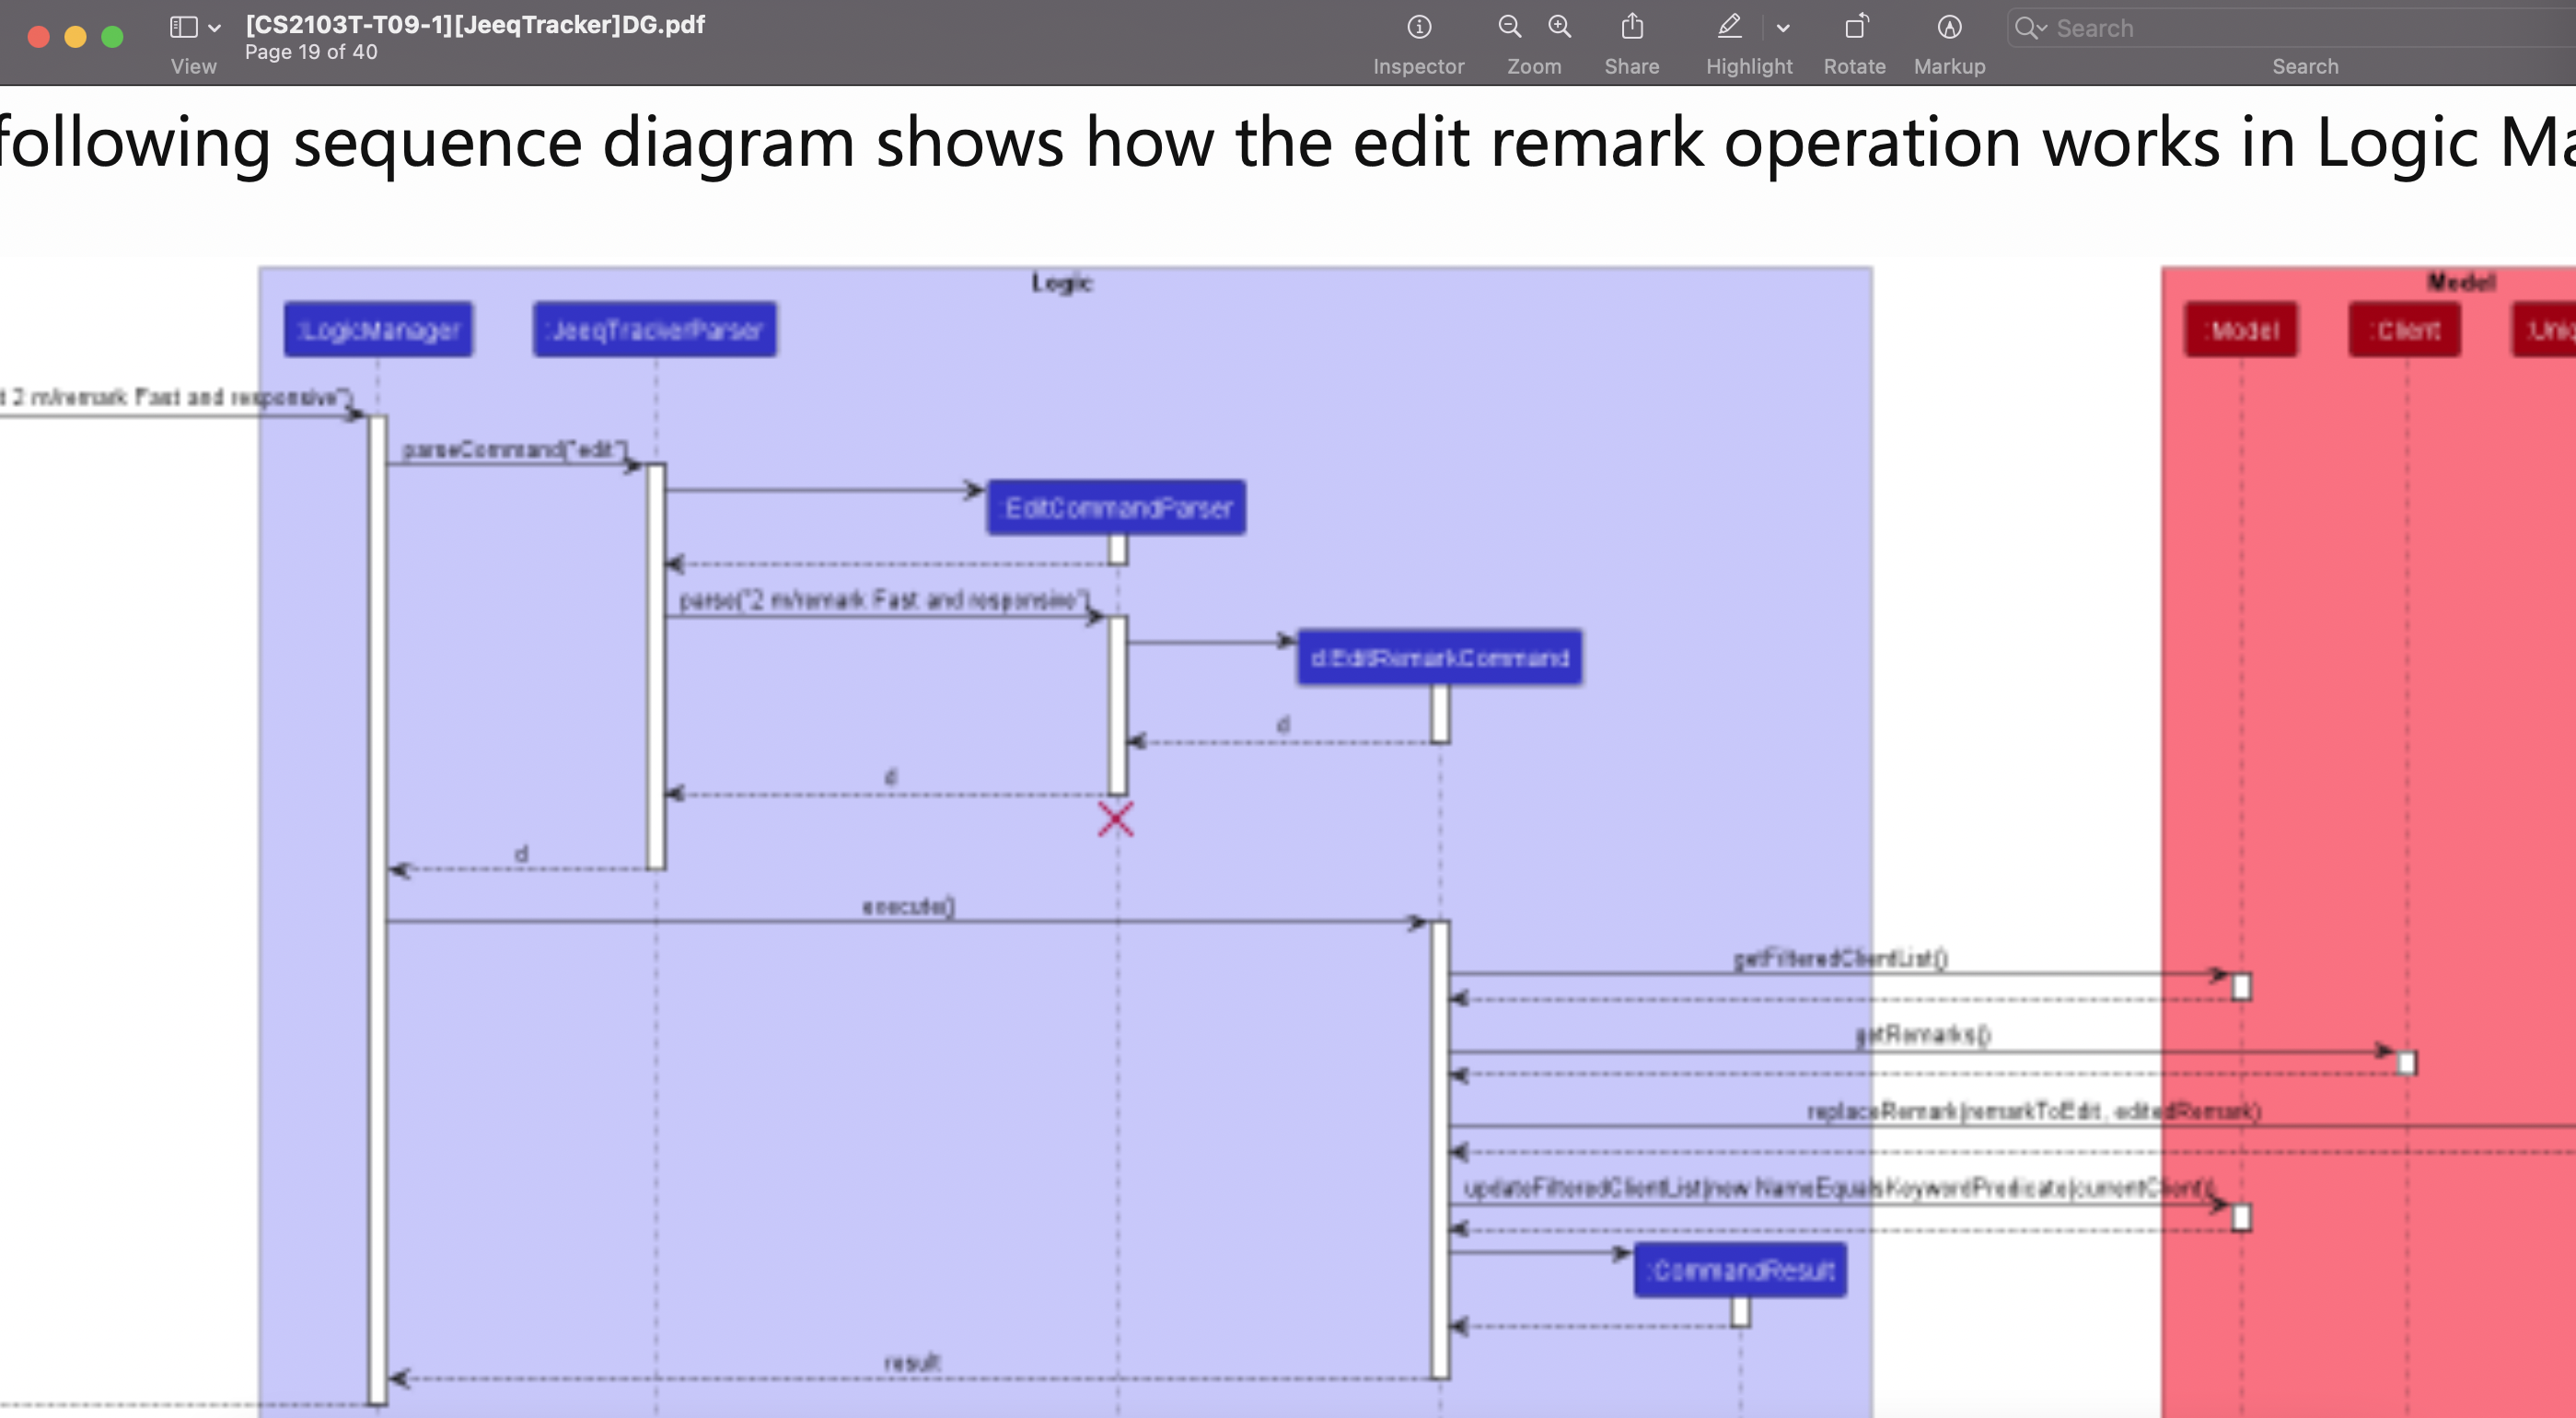 [CS2103T-T09-1][JeeqTracker]DG.pdf
Page 19 of 40
View
Inspector
Zoom
Share
Highlight
Rotate
Markup
Search
Search
following sequence diagram shows how the edit remark operation works in Logic Ma
Logic
Model
:LogicManager
:JeeqTrackerParser
:Model
:Client
:Uniq
t 2 m/remark Fast and responsive")
parseCommand("edit")
:EditCommandParser
parse("2 m/remark Fast and responsive")
d:EditRemarkCommand
d
d
d
execute()
getFilteredClientList()
getRemarks()
replaceRemark(remarkToEdit, editedRemark)
updateFilteredClientList(new NameEqualsKeywordPredicate(currentClient))
:CommandResult
result